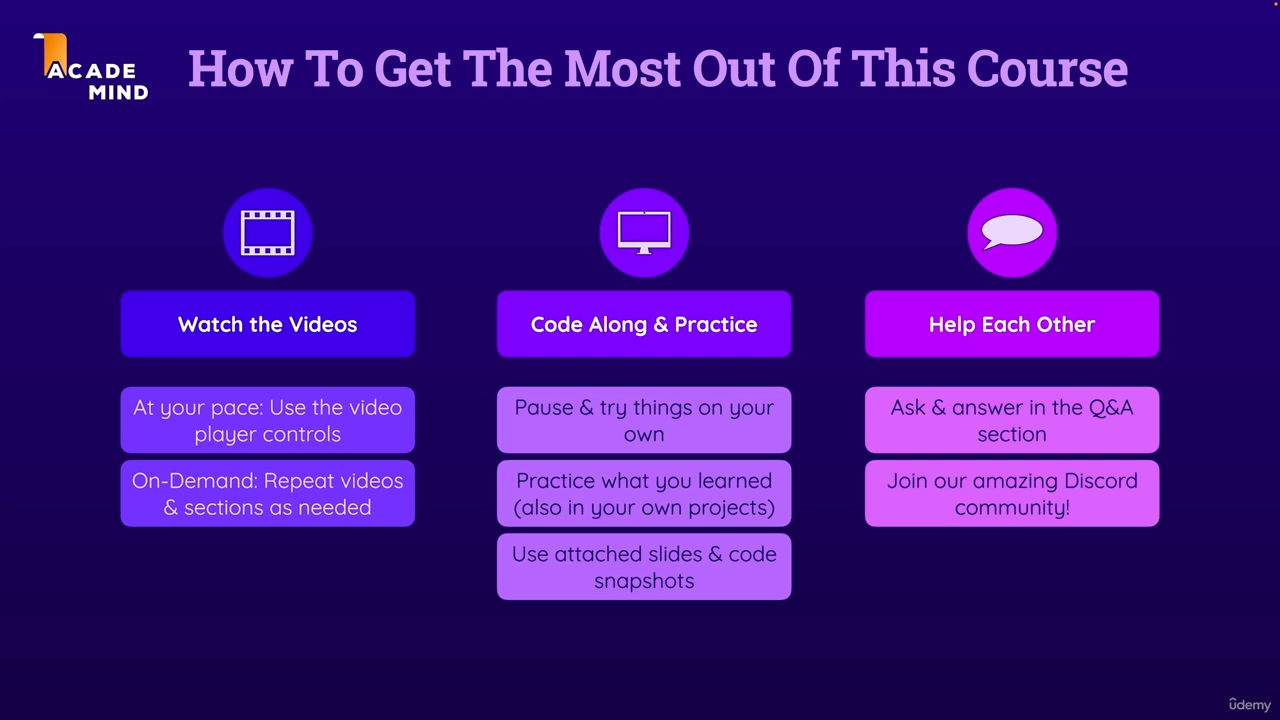 ACADE
MIND
How To Get The Most Out Of This Course
Watch the Videos
At your pace: Use the video
player controls
On-Demand: Repeat videos
& sections as needed
Code Along & Practice
Pause & try things on your
own
Practice what you learned
(also in your own projects)
Use attached slides & code
snapshots
Help Each Other
Ask & answer in the Q&A
section
Join our amazing Discord
community!
ûdemy